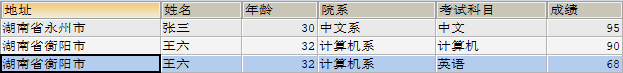 地址 姓名 年龄 院系 考试科目 成绩
湖南省永州市 张三 30 中文系 中文 95
湖南省衡阳市 王六 32 计算机系 计算机 90
湖南省衡阳市 王六 32 计算机系 英语 68